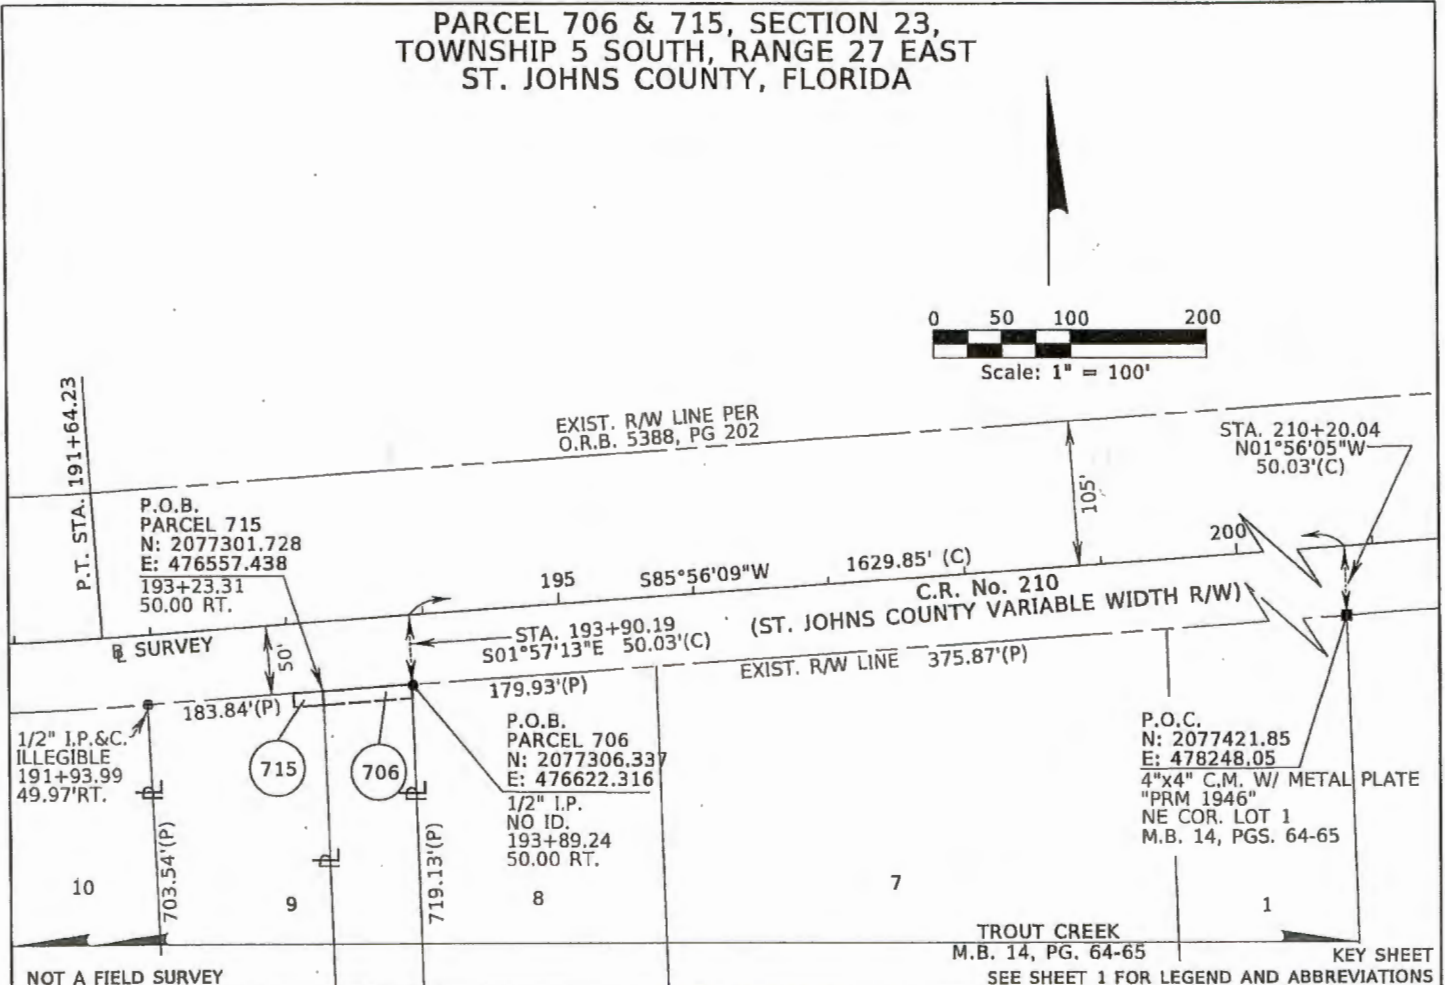 PARCEL 706 & 715, SECTION 23,
TOWNSHIP 5 SOUTH, RANGE 27 EAST
ST. JOHNS COUNTY, FLORIDA
0 50 100 200
Scale: 1" = 100'
P.T. STA. 191+64.23
EXIST. R/W LINE PER
O.R.B. 5388, PG 202
105'
STA. 210+20.04
N01°56'05"W
50.03'(C)
P.O.B.
PARCEL 715
N: 2077301.728
E: 476557.438
193+23.31
50.00 RT.
195
S85°56'09"W
1629.85' (C)
200
C.R. No. 210
(ST. JOHNS COUNTY VARIABLE WIDTH R/W)
BL SURVEY
50'
STA. 193+90.19
S01°57'13"E 50.03'(C)
EXIST. R/W LINE 375.87'(P)
183.84'(P)
179.93'(P)
1/2" I.P.&C.
ILLEGIBLE
191+93.99
49.97'RT.
715
706
P.O.B.
PARCEL 706
N: 2077306.337
E: 476622.316
1/2" I.P.
NO ID.
193+89.24
50.00 RT.
P.O.C.
N: 2077421.85
E: 478248.05
4"x4" C.M. W/ METAL PLATE
"PRM 1946"
NE COR. LOT 1
M.B. 14, PGS. 64-65
PL
PL
PL
703.54'(P)
719.13'(P)
10
9
8
7
1
TROUT CREEK
M.B. 14, PG. 64-65
KEY SHEET
NOT A FIELD SURVEY
SEE SHEET 1 FOR LEGEND AND ABBREVIATIONS